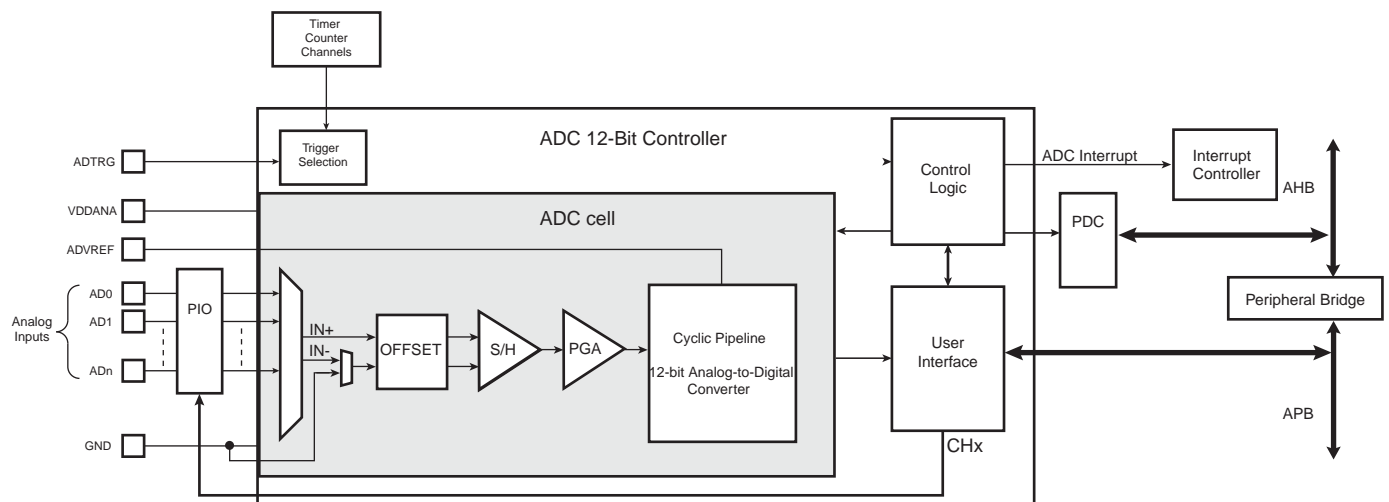 Timer
Counter
Channels
ADC 12-Bit Controller
Trigger
Selection
ADTRG
Control
Logic
ADC Interrupt
Interrupt
Controller
AHB
VDDANA
ADC cell
PDC
ADVREF
Analog
Inputs
AD0
AD1
ADn
PIO
IN+
IN-
OFFSET
S/H
PGA
Cyclic Pipeline
12-bit Analog-to-Digital
Converter
User
Interface
Peripheral Bridge
APB
GND
CHx